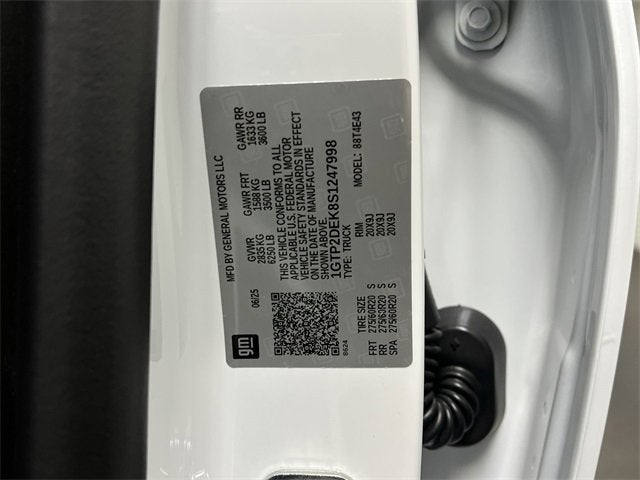 MFD BY GENERAL MOTORS LLC
gm
06/25
GVWR GAWR FRT GAWR RR
2835 KG 1588 KG 1633 KG
6250 LB 3500 LB 3600 LB
THIS VEHICLE CONFORMS TO ALL
APPLICABLE U.S. FEDERAL MOTOR
VEHICLE SAFETY STANDARDS IN EFFECT
ON THE DATE OF MANUFACTURE
SHOWN ABOVE.
1GTP2DEK8S1247998
TYPE: TRUCK MODEL: 88T4E43
8624
TIRE SIZE RIM
FRT 275/60R20 S 20X9J
RR 275/60R20 S 20X9J
SPA 275/60R20 S 20X9J